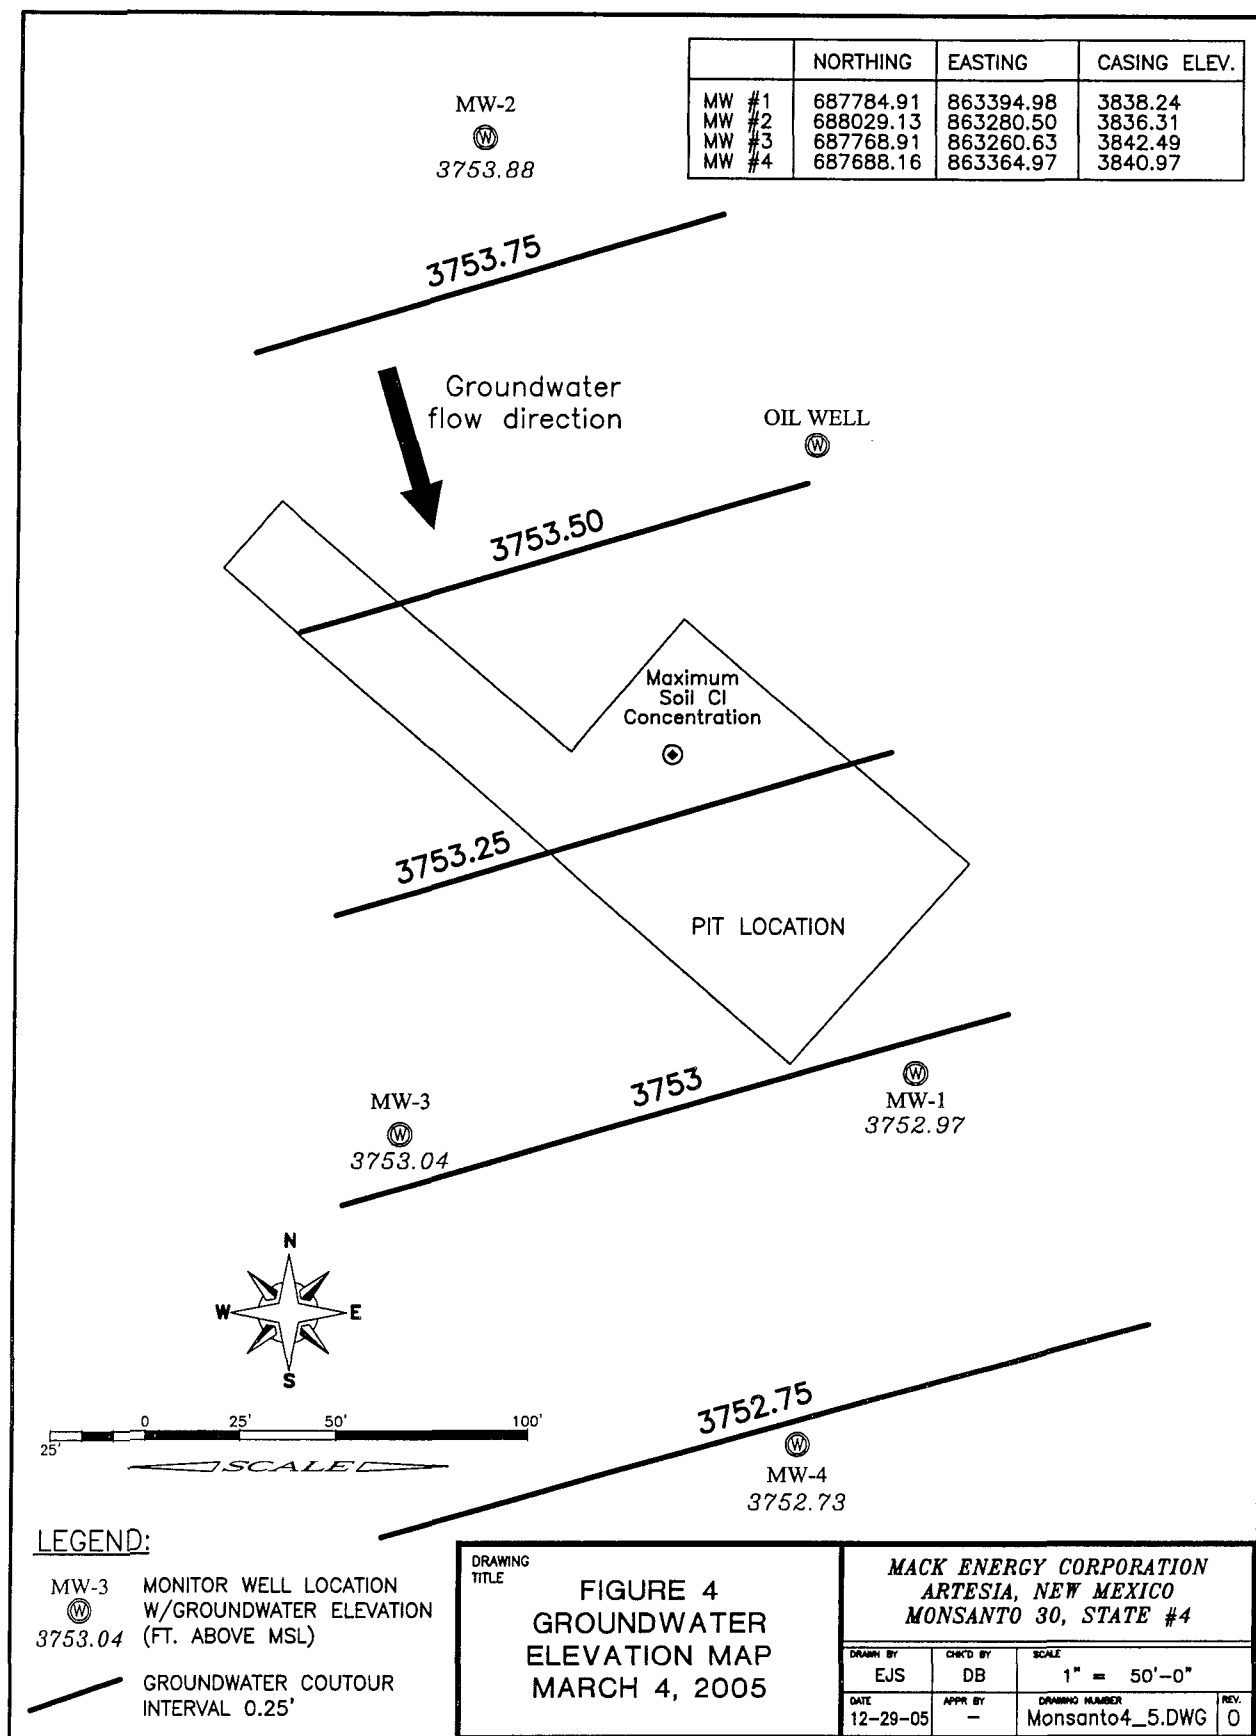 NORTHING EASTING CASING ELEV.
MW #1 687784.91 863394.98 3838.24
MW #2 688029.13 863280.50 3836.31
MW #3 687768.91 863260.63 3842.49
MW #4 687688.16 863364.97 3840.97
MW-2
W
3753.88
3753.75
Groundwater
flow direction
OIL WELL
W
3753.50
Maximum
Soil Cl
Concentration
3753.25
PIT LOCATION
3753
W
MW-1
3752.97
MW-3
W
3753.04
N
W E
S
3752.75
W
MW-4
3752.73
25' 0 25' 50' 100'
SCALE
LEGEND:
MW-3
W
3753.04
MONITOR WELL LOCATION
W/GROUNDWATER ELEVATION
(FT. ABOVE MSL)
GROUNDWATER COUTOUR
INTERVAL 0.25'
DRAWING
TITLE
FIGURE 4
GROUNDWATER
ELEVATION MAP
MARCH 4, 2005
MACK ENERGY CORPORATION
ARTESIA, NEW MEXICO
MONSANTO 30, STATE #4
DRAWN BY
EJS
CHK'D BY
DB
SCALE
1" = 50'-0"
DATE
12-29-05
APPR BY
-
DRAWING NUMBER
Monsanto4_5.DWG
REV.
0